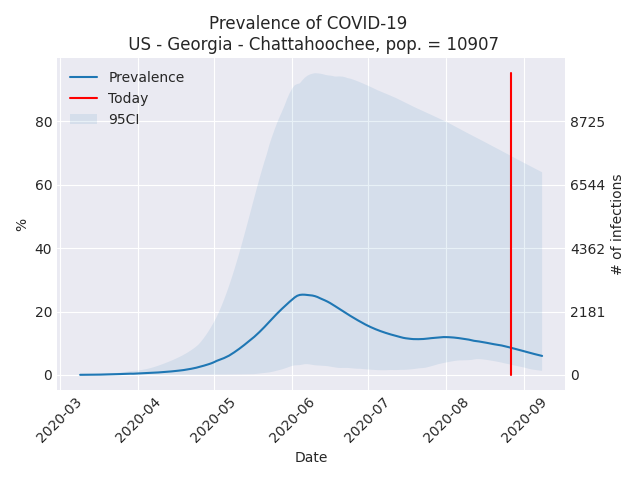 Prevalence of COVID-19
US - Georgia - Chattahoochee, pop. = 10907
Prevalence
Today
95CI
80
60
40
20
0
%
8725
6544
4362
2181
0
# of infections
2020-03
2020-04
2020-05
2020-06
2020-07
2020-08
2020-09
Date